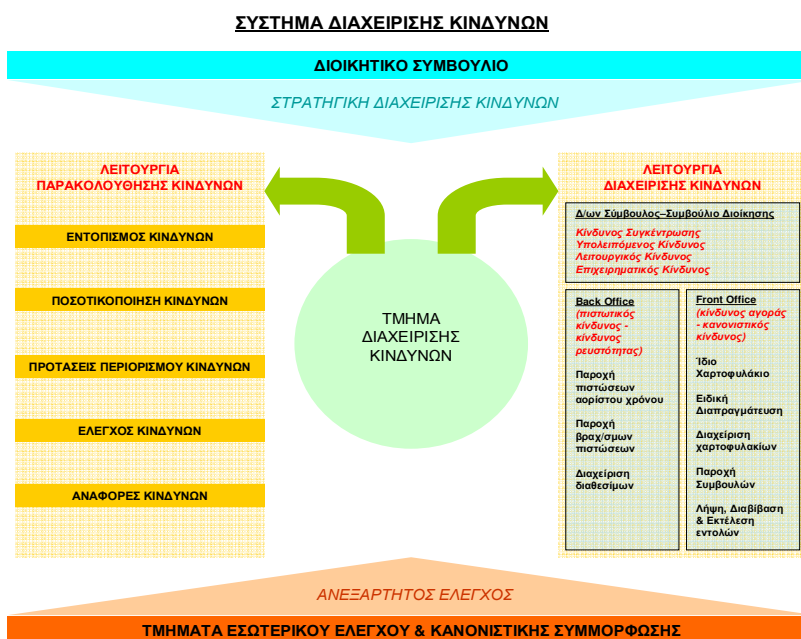 ΣΥΣΤΗΜΑ ΔΙΑΧΕΙΡΙΣΗΣ ΚΙΝΔΥΝΩΝ
ΔΙΟΙΚΗΤΙΚΟ ΣΥΜΒΟΥΛΙΟ
ΣΤΡΑΤΗΓΙΚΗ ΔΙΑΧΕΙΡΙΣΗΣ ΚΙΝΔΥΝΩΝ
ΛΕΙΤΟΥΡΓΙΑ
ΠΑΡΑΚΟΛΟΥΘΗΣΗΣ ΚΙΝΔΥΝΩΝ
ΕΝΤΟΠΙΣΜΟΣ ΚΙΝΔΥΝΩΝ
ΠΟΣΟΤΙΚΟΠΟΙΗΣΗ ΚΙΝΔΥΝΩΝ
ΠΡΟΤΑΣΕΙΣ ΠΕΡΙΟΡΙΣΜΟΥ ΚΙΝΔΥΝΩΝ
ΕΛΕΓΧΟΣ ΚΙΝΔΥΝΩΝ
ΑΝΑΦΟΡΕΣ ΚΙΝΔΥΝΩΝ
ΤΜΗΜΑ
ΔΙΑΧΕΙΡΙΣΗΣ
ΚΙΝΔΥΝΩΝ
ΛΕΙΤΟΥΡΓΙΑ
ΔΙΑΧΕΙΡΙΣΗΣ ΚΙΝΔΥΝΩΝ
Δ/ων Σύμβουλος–Συμβούλιο Διοίκησης
Κίνδυνος Συγκέντρωσης
Υπολειπόμενος Κίνδυνος
Λειτουργικός Κίνδυνος
Επιχειρηματικός Κίνδυνος
Back Office
(πιστωτικός
κίνδυνος -
κίνδυνος
ρευστότητας)
Παροχή
πιστώσεων
αορίστου χρόνου
Παροχή
βραχ/σμων
πιστώσεων
Διαχείριση
διαθεσίμων
Front Office
(κίνδυνος αγοράς
- κανονιστικός
κίνδυνος)
Ίδιο
Χαρτοφυλάκιο
Ειδική
Διαπραγμάτευση
Διαχείριση
χαρτοφυλακίων
Παροχή
Συμβουλών
Λήψη, Διαβίβαση
& Εκτέλεση
εντολών
ΑΝΕΞΑΡΤΗΤΟΣ ΕΛΕΓΧΟΣ
ΤΜΗΜΑΤΑ ΕΣΩΤΕΡΙΚΟΥ ΕΛΕΓΧΟΥ & ΚΑΝΟΝΙΣΤΙΚΗΣ ΣΥΜΜΟΡΦΩΣΗΣ